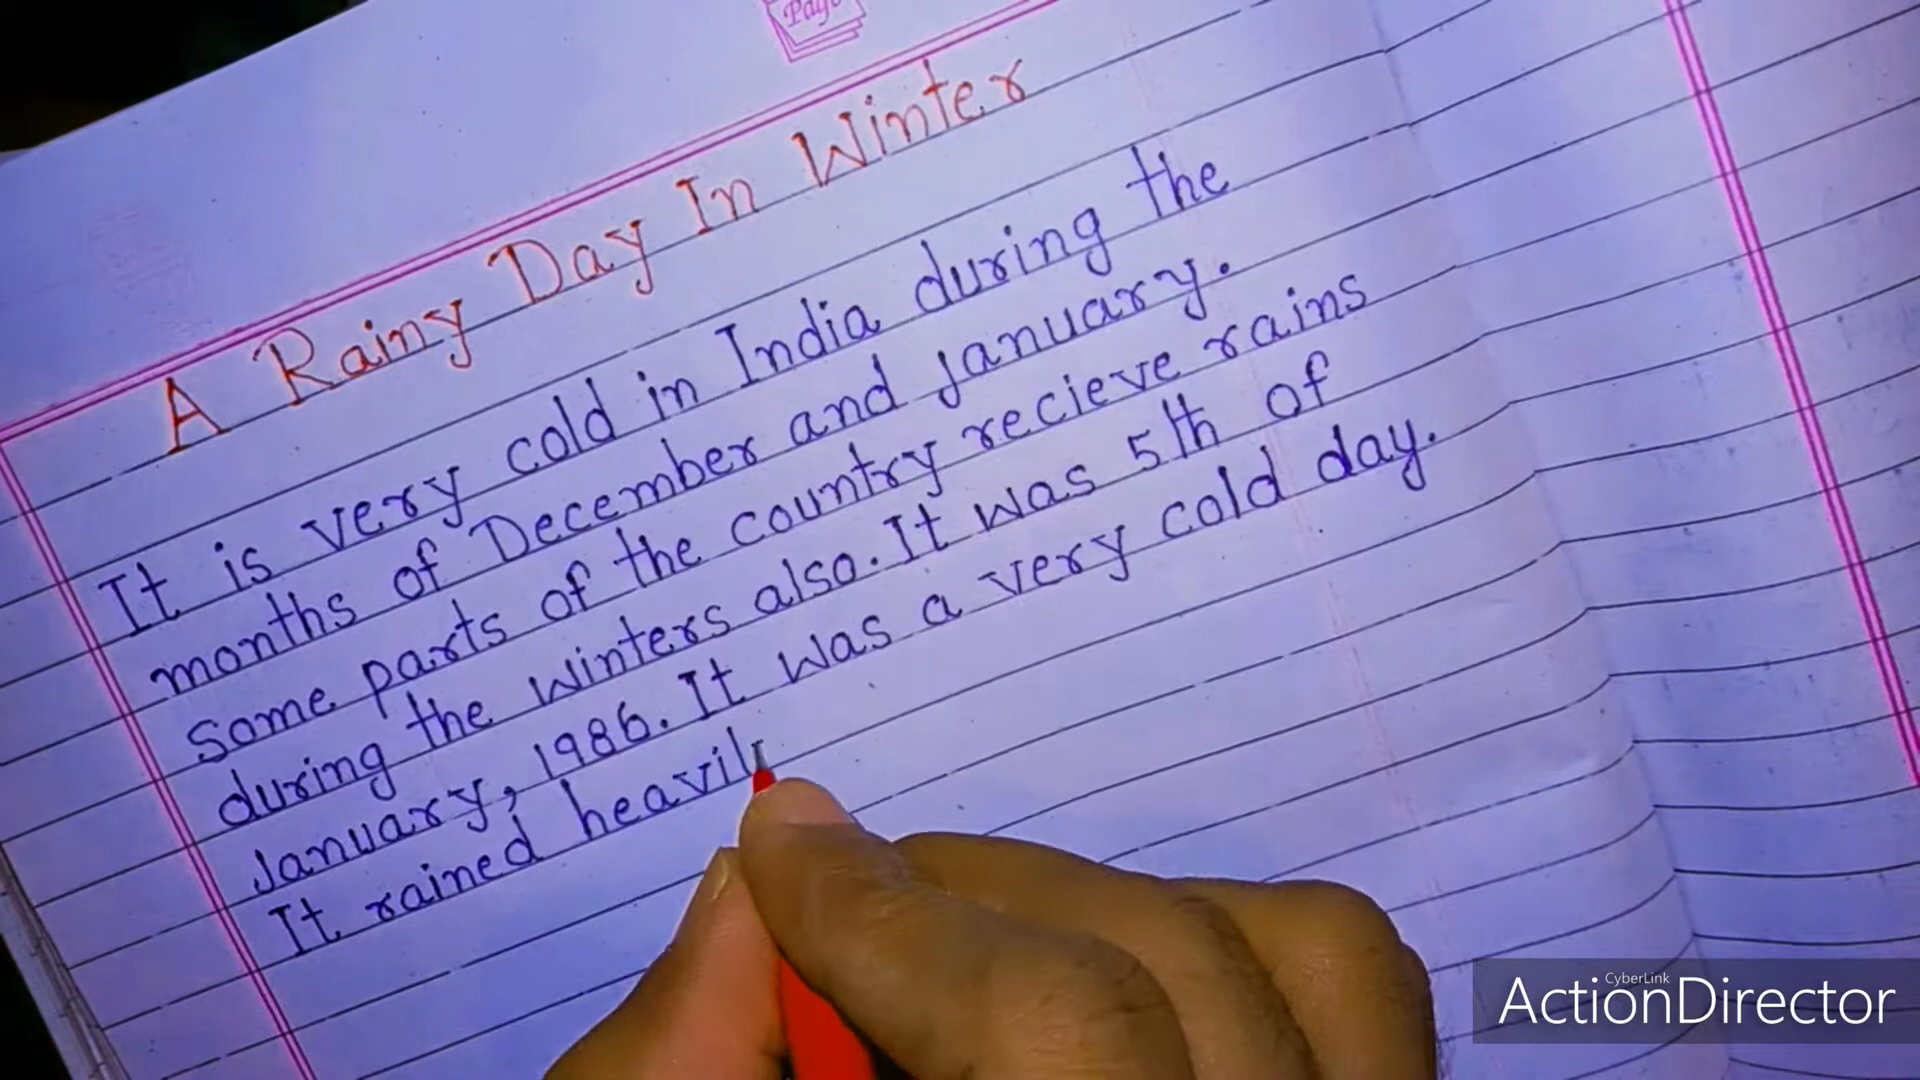 Page
A Rainy Day In Winter
It is very cold in India during the
months of December and January.
Some parts of the country recieve rains
during the winters also. It was 5th of
January, 1986. It was a very cold day.
It rained heavily
CyberLink
ActionDirector